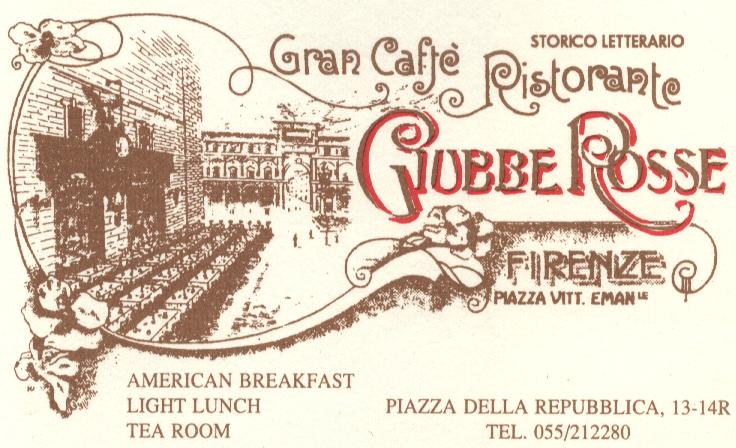 STORICO LETTERARIO
Gran Caffè Ristorante
GIUBBE ROSSE
FIRENZE
PIAZZA VITT. EMAN LE
AMERICAN BREAKFAST
LIGHT LUNCH
TEA ROOM
PIAZZA DELLA REPUBBLICA, 13-14R
TEL. 055/212280